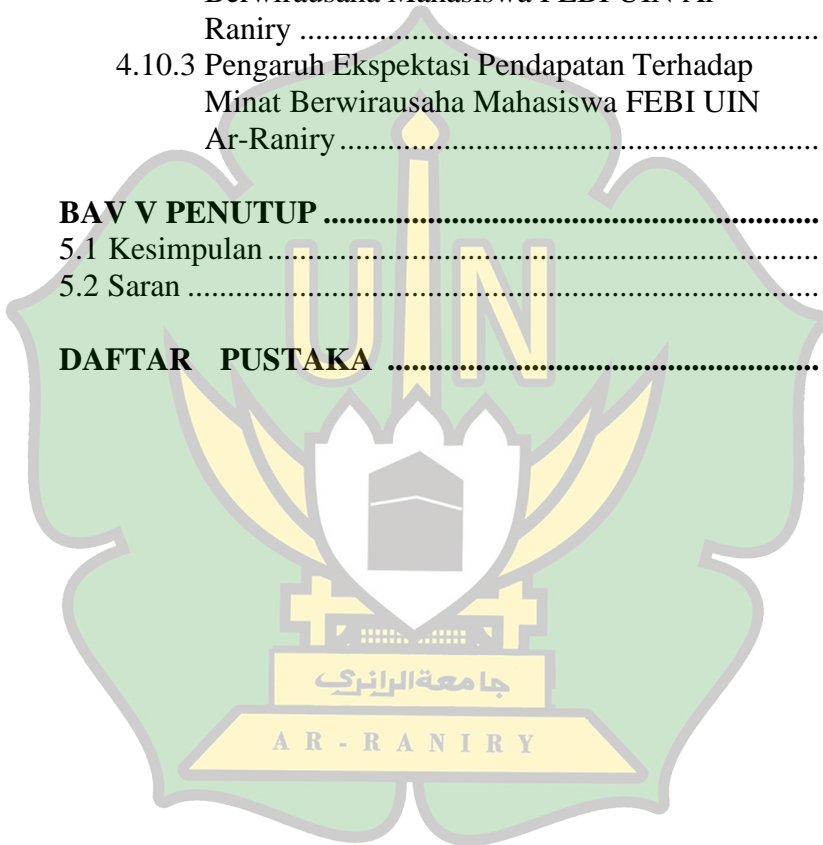 Berwirausaha Mahasiswa FEBI UIN Ar-
Raniry ..................................................................
4.10.3 Pengaruh Ekspektasi Pendapatan Terhadap
Minat Berwirausaha Mahasiswa FEBI UIN
Ar-Raniry .............................................................
BAV V PENUTUP ..............................................................
5.1 Kesimpulan ......................................................................
5.2 Saran ................................................................................
DAFTAR PUSTAKA ......................................................
UIN
جامعةالرانري
AR-RANIRY